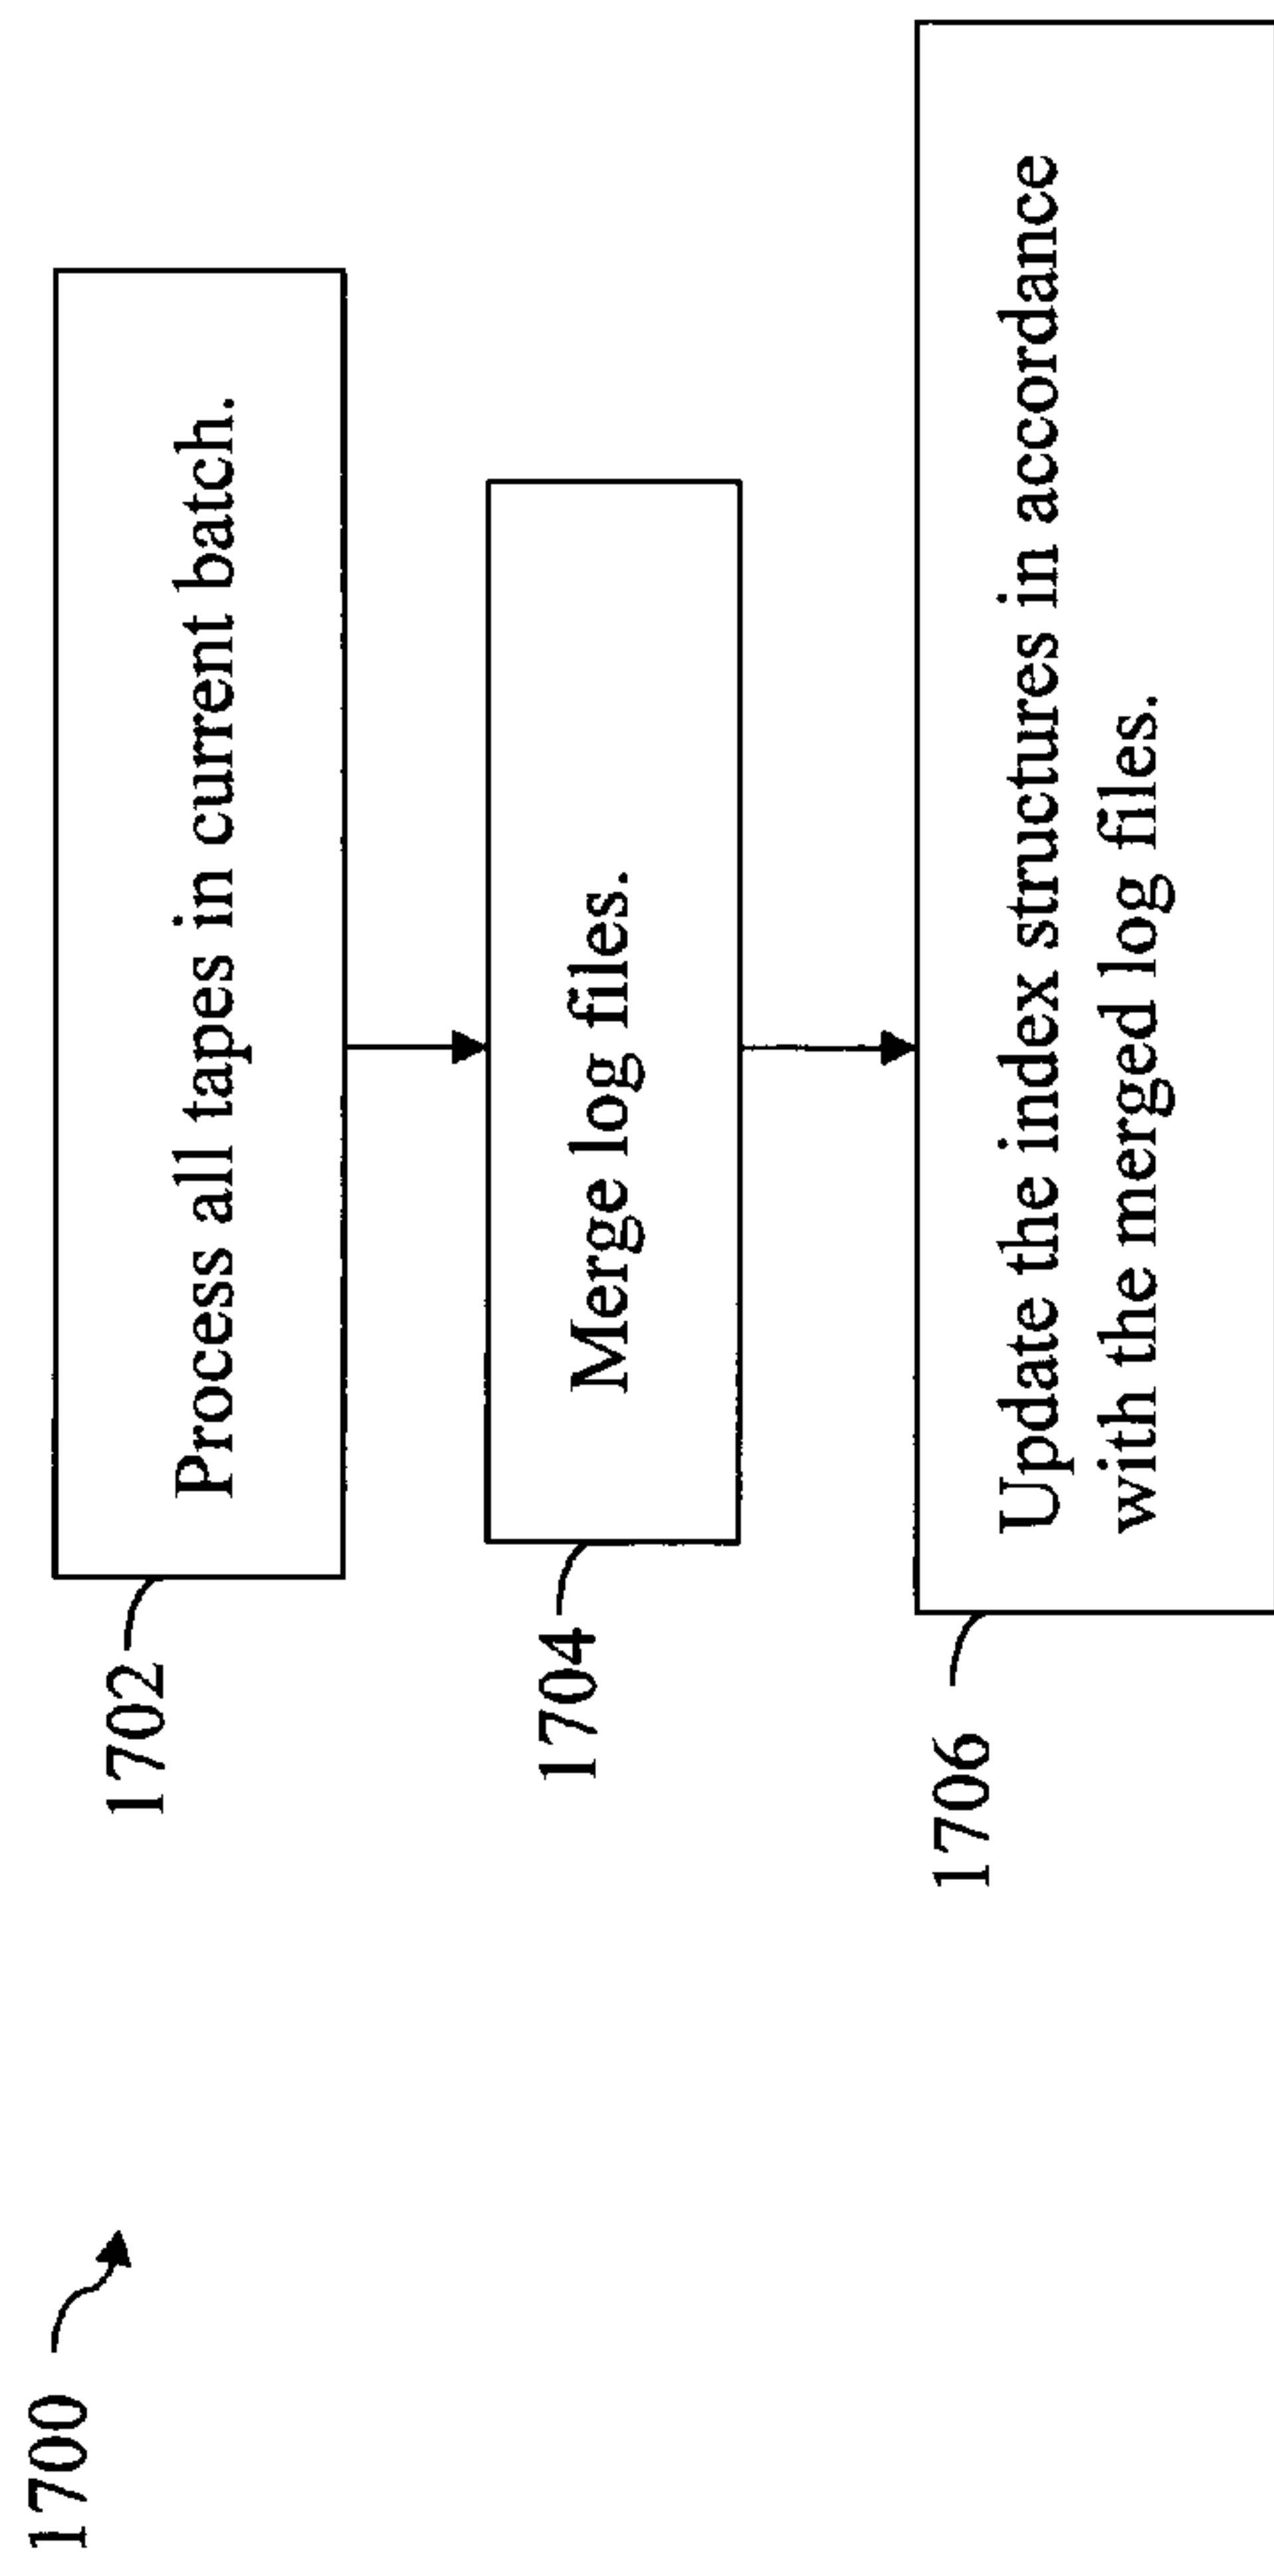 1700
1702
Process all tapes in current batch.
1704
Merge log files.
1706
Update the index structures in accordance
with the merged log files.